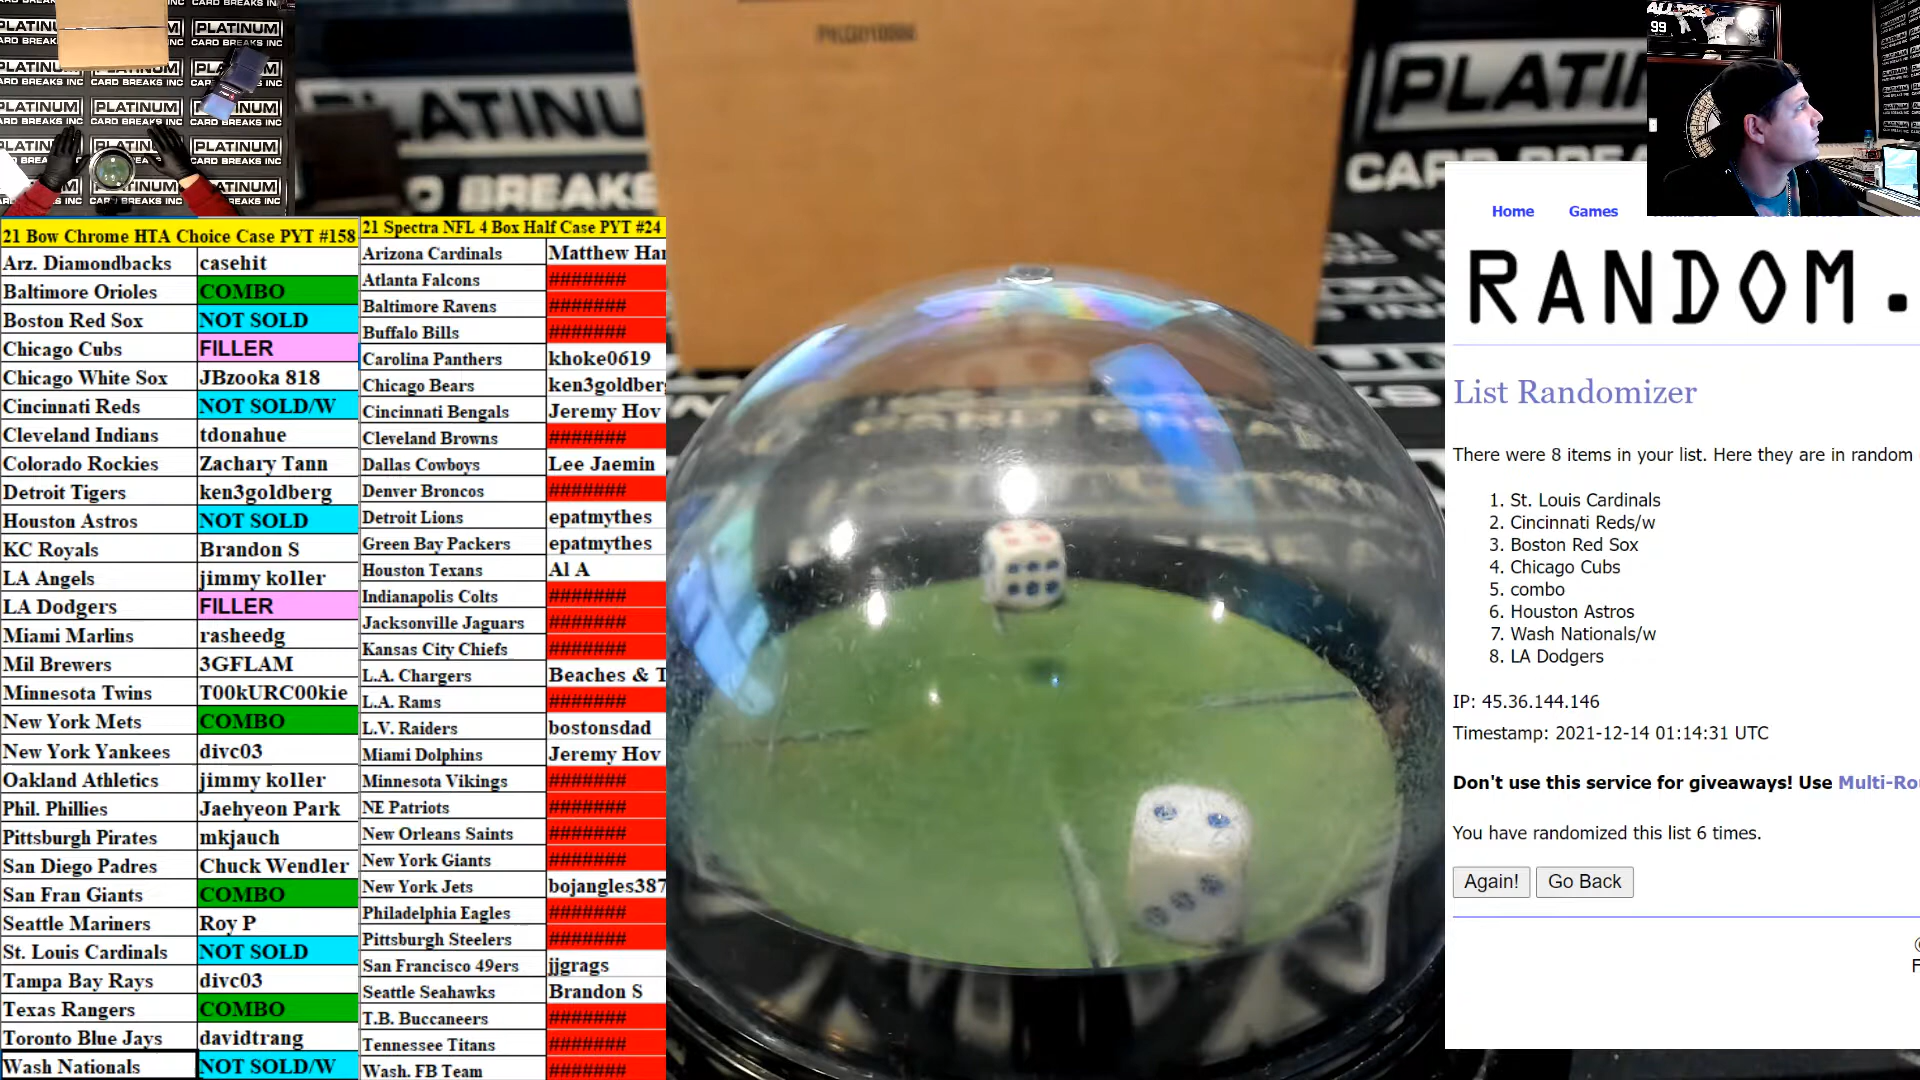 PLATINUM
CARD BREAKS INC
21 Bow Chrome HTA Choice Case PYT #158
Arz. Diamondbacks casehit
Baltimore Orioles COMBO
Boston Red Sox NOT SOLD
Chicago Cubs FILLER
Chicago White Sox JBzooka 818
Cincinnati Reds NOT SOLD/W
Cleveland Indians tdonahue
Colorado Rockies Zachary Tann
Detroit Tigers ken3goldberg
Houston Astros NOT SOLD
KC Royals Brandon S
LA Angels jimmy koller
LA Dodgers FILLER
Miami Marlins rasheedg
Mil Brewers 3GFLAM
Minnesota Twins T00kURC00kie
New York Mets COMBO
New York Yankees divc03
Oakland Athletics jimmy koller
Phil. Phillies Jaehyeon Park
Pittsburgh Pirates mkjauch
San Diego Padres Chuck Wendler
San Fran Giants COMBO
Seattle Mariners Roy P
St. Louis Cardinals NOT SOLD
Tampa Bay Rays divc03
Texas Rangers COMBO
Toronto Blue Jays davidtrang
Wash Nationals NOT SOLD/W
21 Spectra NFL 4 Box Half Case PYT #24
Arizona Cardinals Matthew Har
Atlanta Falcons #######
Baltimore Ravens #######
Buffalo Bills #######
Carolina Panthers khoke0619
Chicago Bears ken3goldber
Cincinnati Bengals Jeremy Hov
Cleveland Browns #######
Dallas Cowboys Lee Jaemin
Denver Broncos #######
Detroit Lions epatmythes
Green Bay Packers epatmythes
Houston Texans Al A
Indianapolis Colts #######
Jacksonville Jaguars #######
Kansas City Chiefs #######
L.A. Chargers Beaches & T
L.A. Rams #######
L.V. Raiders bostonsdad
Miami Dolphins Jeremy Hov
Minnesota Vikings #######
NE Patriots #######
New Orleans Saints #######
New York Giants #######
New York Jets bojangles387
Philadelphia Eagles #######
Pittsburgh Steelers #######
San Francisco 49ers jjgrags
Seattle Seahawks Brandon S
T.B. Buccaneers #######
Tennessee Titans #######
Wash. FB Team #######
ATINUM
D BREAKS
PLATI
CARD BREA
99
Home Games
RANDOM.
List Randomizer
There were 8 items in your list. Here they are in random
1. St. Louis Cardinals
2. Cincinnati Reds/w
3. Boston Red Sox
4. Chicago Cubs
5. combo
6. Houston Astros
7. Wash Nationals/w
8. LA Dodgers
IP: 45.36.144.146
Timestamp: 2021-12-14 01:14:31 UTC
Don't use this service for giveaways! Use Multi-Ro
You have randomized this list 6 times.
Again! Go Back